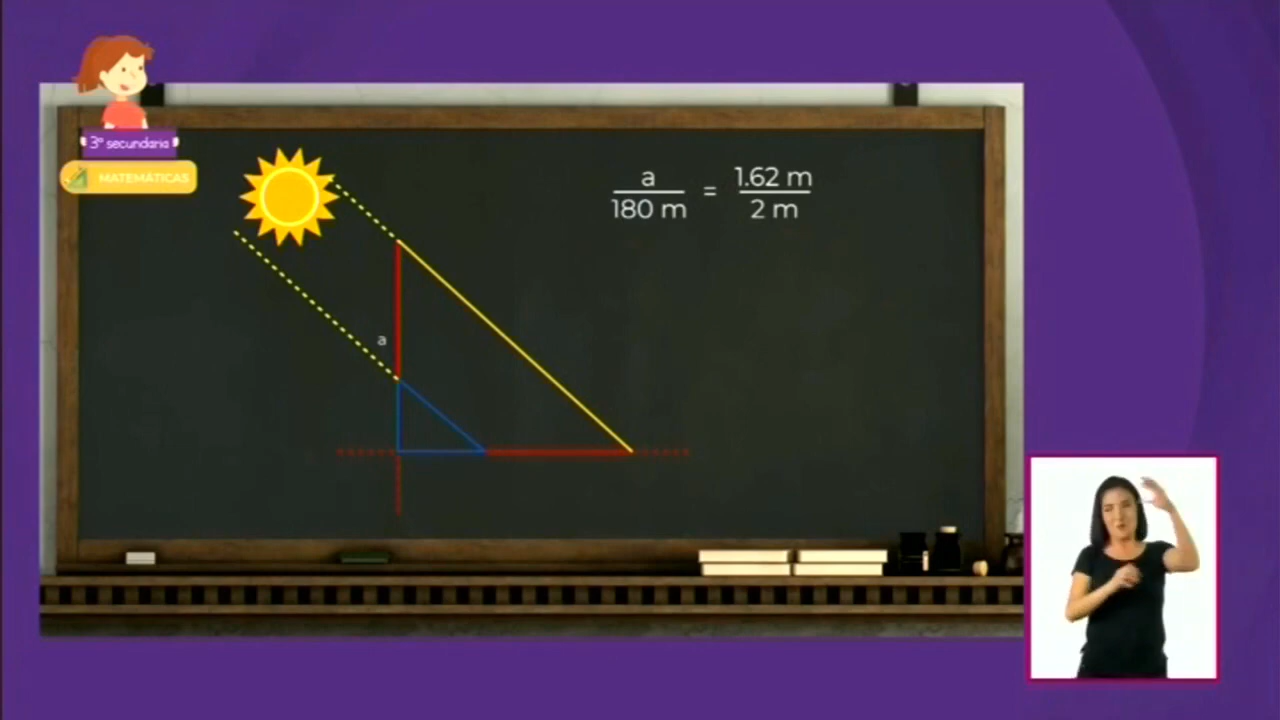 3° secundaria
MATEMÁTICAS
a
180 m
=
1.62 m
2 m
a